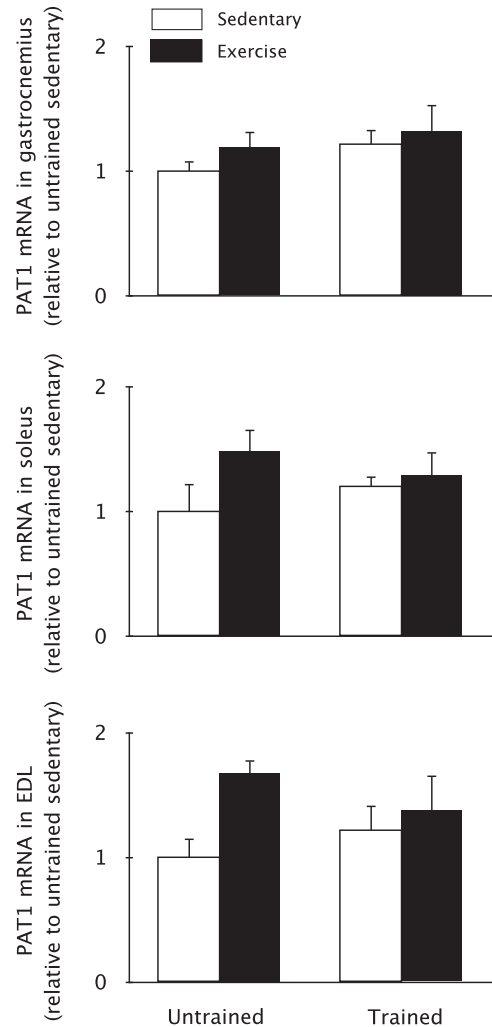 Sedentary
Exercise
PAT1 mRNA in gastrocnemius
(relative to untrained sedentary)
2
1
0
PAT1 mRNA in soleus
(relative to untrained sedentary)
2
1
0
PAT1 mRNA in EDL
(relative to untrained sedentary)
2
1
0
Untrained Trained